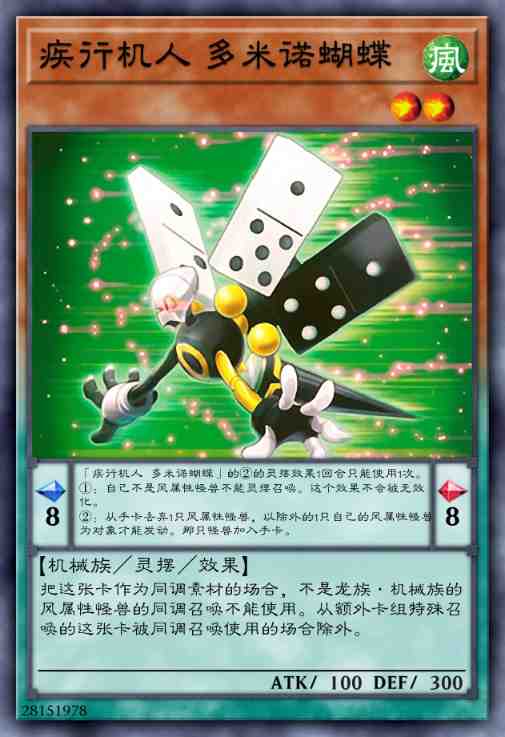 疾行机人 多米诺蝴蝶
風
「疾行机人 多米诺蝴蝶」的②的灵摆效果1回合只能使用1次。
①：自己不是风属性怪兽不能灵摆召唤。这个效果不会被无效
化。
②：从手卡丢弃1只风属性怪兽，以除外的1只自己的风属性怪兽
为对象才能发动。那只怪兽加入手卡。
8
8
【机械族／灵摆／效果】
把这张卡作为同调素材的场合，不是龙族·机械族的
风属性怪兽的同调召唤不能使用。从额外卡组特殊召
唤的这张卡被同调召唤使用的场合除外。
ATK/ 100 DEF/ 300
28151978